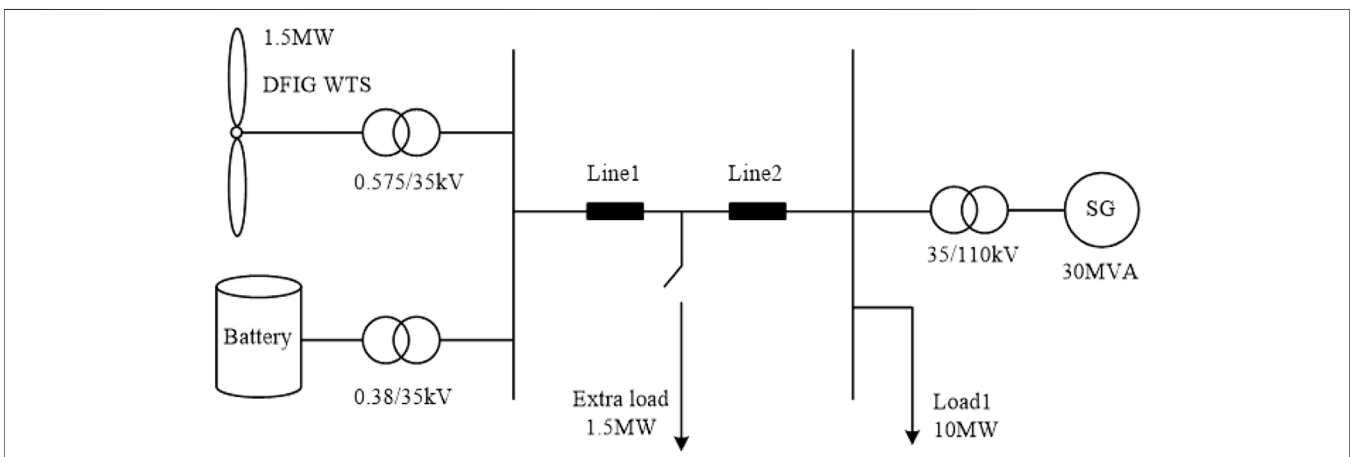 1.5MW
DFIG WTS
0.575/35kV
Battery
0.38/35kV
Line1
Line2
Extra load
1.5MW
35/110kV
SG
30MVA
Load1
10MW